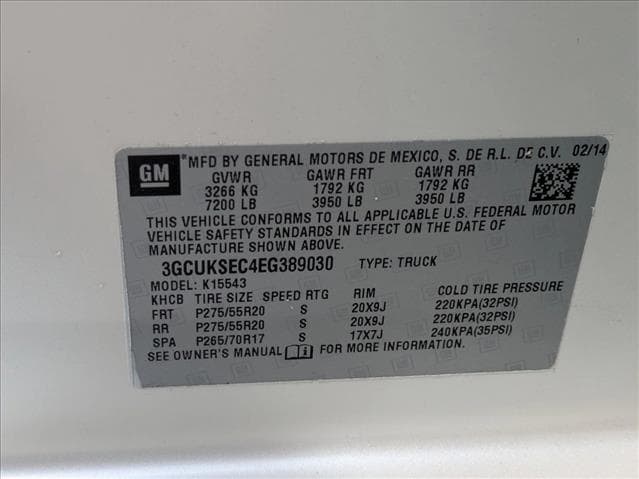 GM *MFD BY GENERAL MOTORS DE MEXICO, S. DE R.L. DE C.V. 02/14
GVWR GAWR FRT GAWR RR
3266 KG 1792 KG 1792 KG
7200 LB 3950 LB 3950 LB
THIS VEHICLE CONFORMS TO ALL APPLICABLE U.S. FEDERAL MOTOR
VEHICLE SAFETY STANDARDS IN EFFECT ON THE DATE OF
MANUFACTURE SHOWN ABOVE.
3GCUKSEC4EG389030 TYPE: TRUCK
MODEL: K15543
KHCB TIRE SIZE SPEED RTG RIM COLD TIRE PRESSURE
FRT P275/55R20 S 20X9J 220KPA(32PSI)
RR P275/55R20 S 20X9J 220KPA(32PSI)
SPA P265/70R17 S 17X7J 240KPA(35PSI)
SEE OWNER'S MANUAL FOR MORE INFORMATION.